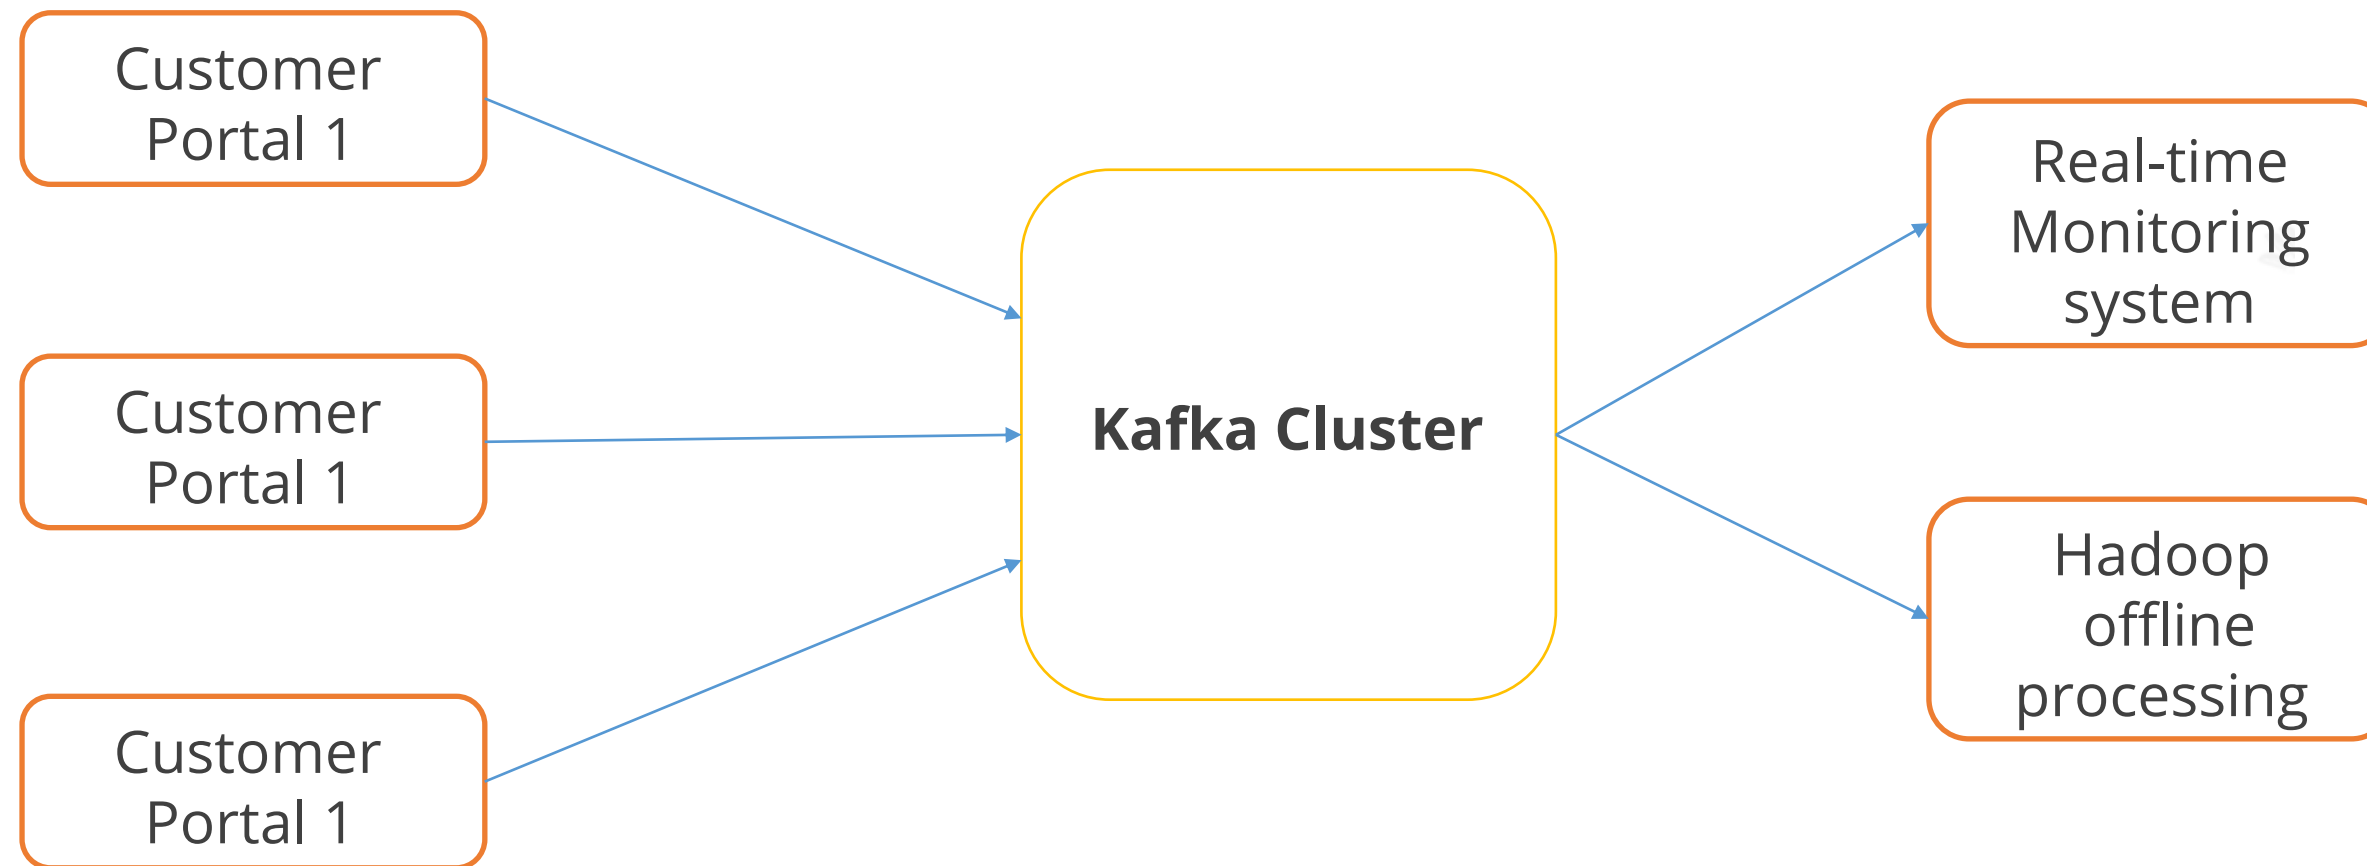 Customer
Portal 1
Customer
Portal 1
Customer
Portal 1
Kafka Cluster
Real-time
Monitoring
system
Hadoop
offline
processing